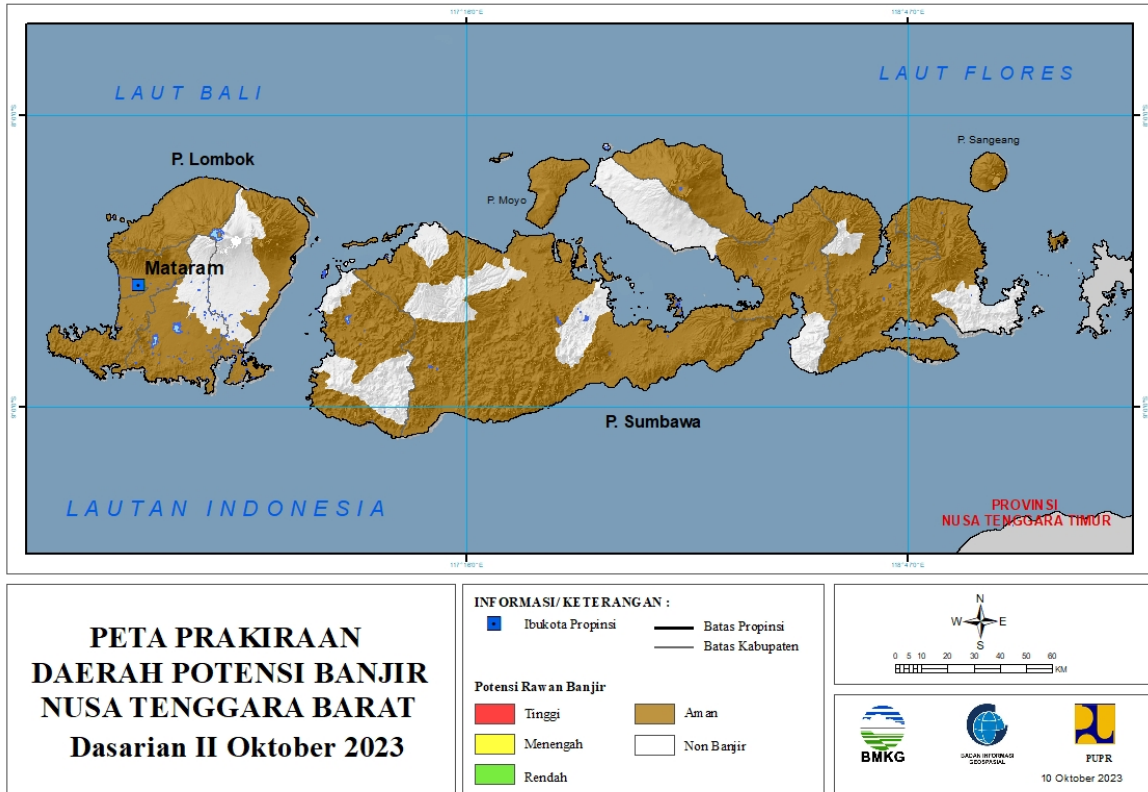 LAUT BALI
LAUT FLORES
P. Sangeang
P. Lombok
P. Moyo
Mataram
P. Sumbawa
LAUTAN INDONESIA
PROVINSI
NUSA TENGGARA TIMUR
PETA PRAKIRAAN
DAERAH POTENSI BANJIR
NUSA TENGGARA BARAT
Dasarian II Oktober 2023
INFORMASI/ KETERANGAN :
Ibukota Propinsi
Batas Propinsi
Batas Kabupaten
Potensi Rawan Banjir
Tinggi
Aman
Menengah
Non Banjir
Rendah
N
W E
S
0 5 10 20 30 40 50 60
KM
BMKG
BADAN INFORMASI
GEOSPASIAL
PUPR
10 Oktober 2023